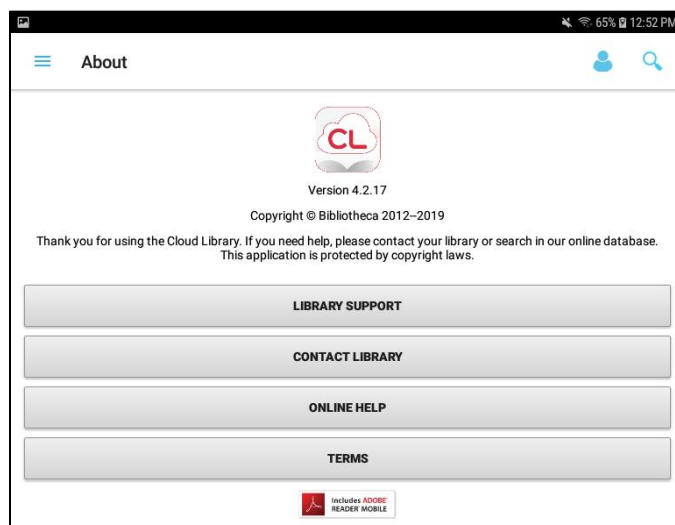 65% 12:52 PM
About
CL
Version 4.2.17
Copyright © Bibliotheca 2012--2019
Thank you for using the Cloud Library. If you need help, please contact your library or search in our online database.
This application is protected by copyright laws.
LIBRARY SUPPORT
CONTACT LIBRARY
ONLINE HELP
TERMS
Includes ADOBE®
READER® MOBILE